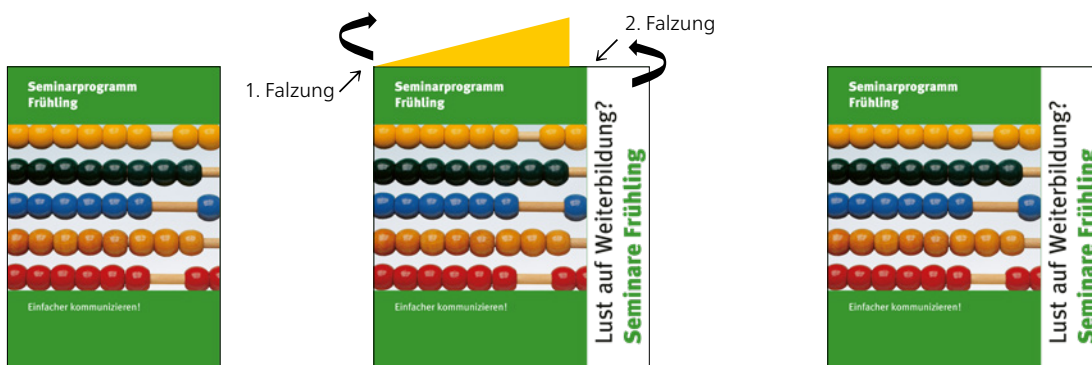 Seminarprogramm
Frühling
Einfacher kommunizieren!
1. Falzung
2. Falzung
Seminarprogramm
Frühling
Einfacher kommunizieren!
Lust auf Weiterbildung?
Seminare Frühling
Seminarprogramm
Frühling
Einfacher kommunizieren!
Lust auf Weiterbildung?
Seminare Frühling